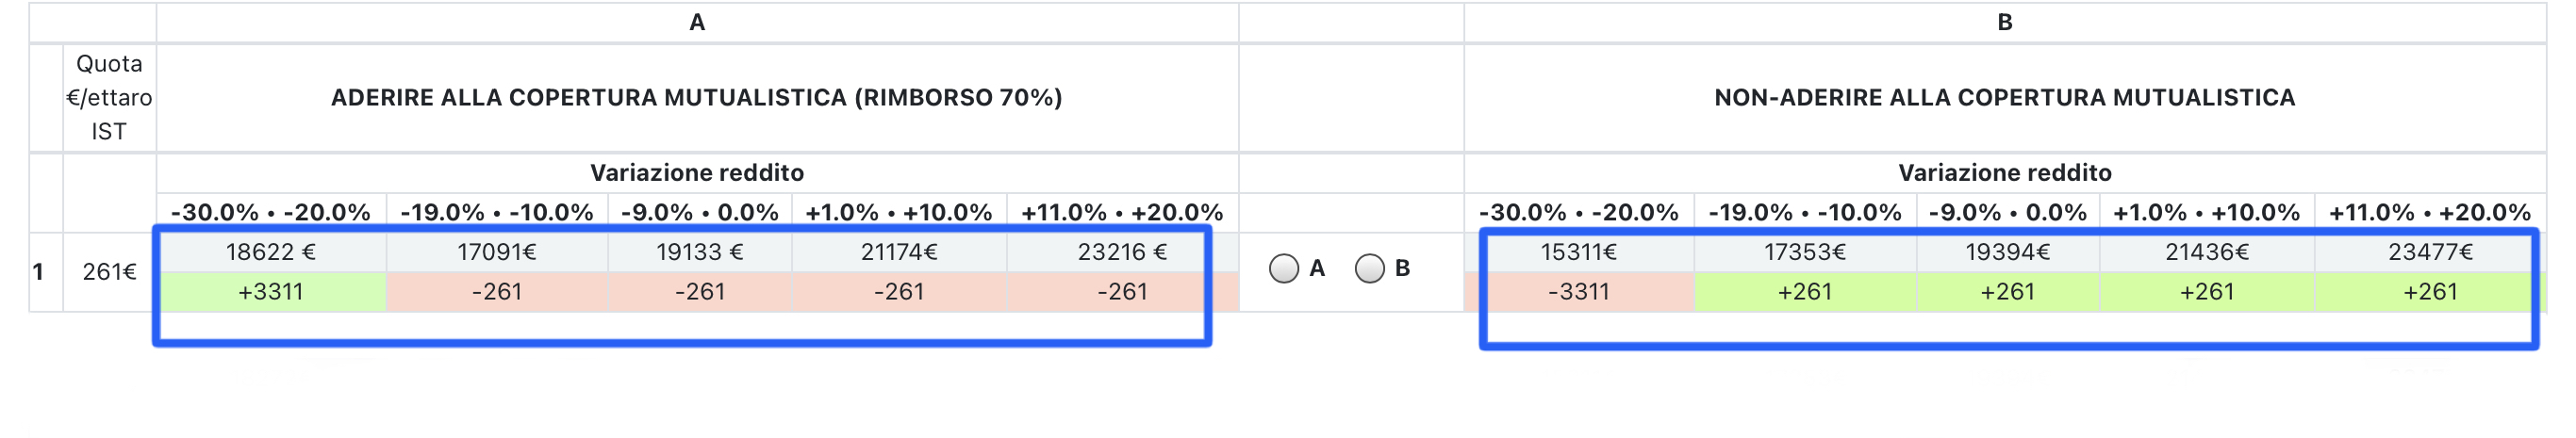 A B
Quota
€/ettaro
IST
ADERIRE ALLA COPERTURA MUTUALISTICA (RIMBORSO 70%)
NON-ADERIRE ALLA COPERTURA MUTUALISTICA
Variazione reddito Variazione reddito
-30.0% • -20.0% -19.0% • -10.0% -9.0% • 0.0% +1.0% • +10.0% +11.0% • +20.0% -30.0% • -20.0% -19.0% • -10.0% -9.0% • 0.0% +1.0% • +10.0% +11.0% • +20.0%
1 261€ 18622 € 17091€ 19133 € 21174€ 23216 € A B 15311€ 17353€ 19394€ 21436€ 23477€
+3311 -261 -261 -261 -261 -3311 +261 +261 +261 +261